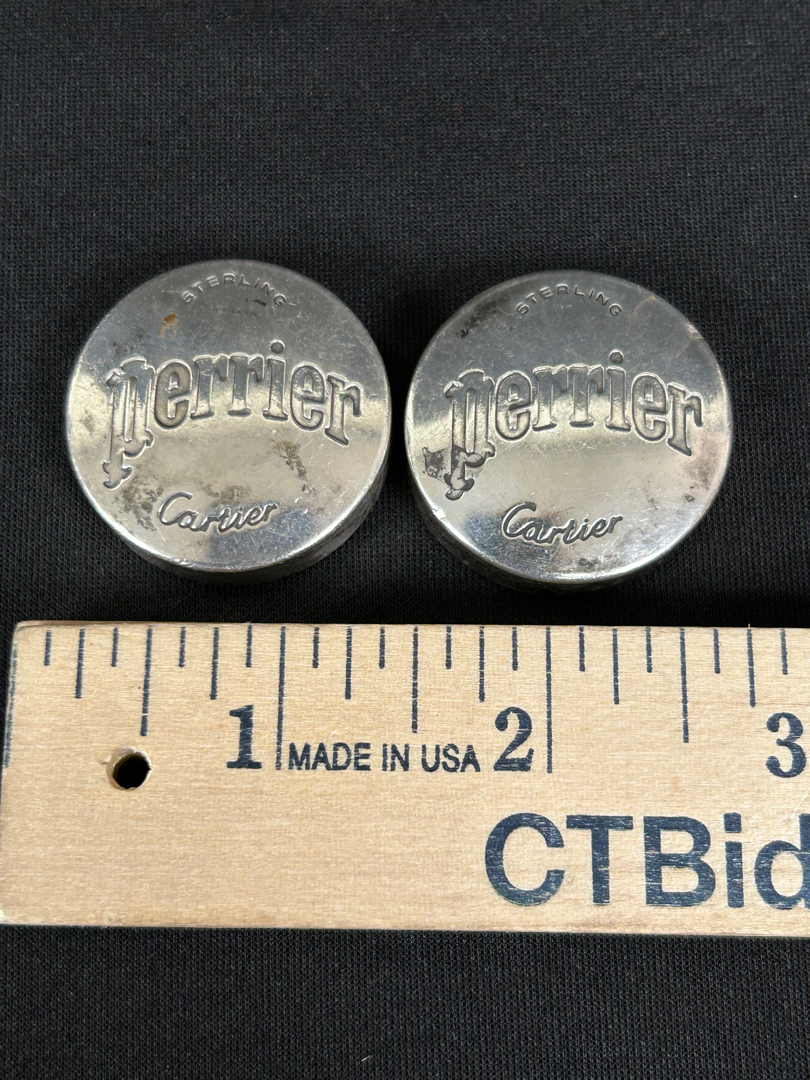 STERLING
perrier
Cartier
STERLING
perrier
Cartier
1 MADE IN USA 2 3
CTBid